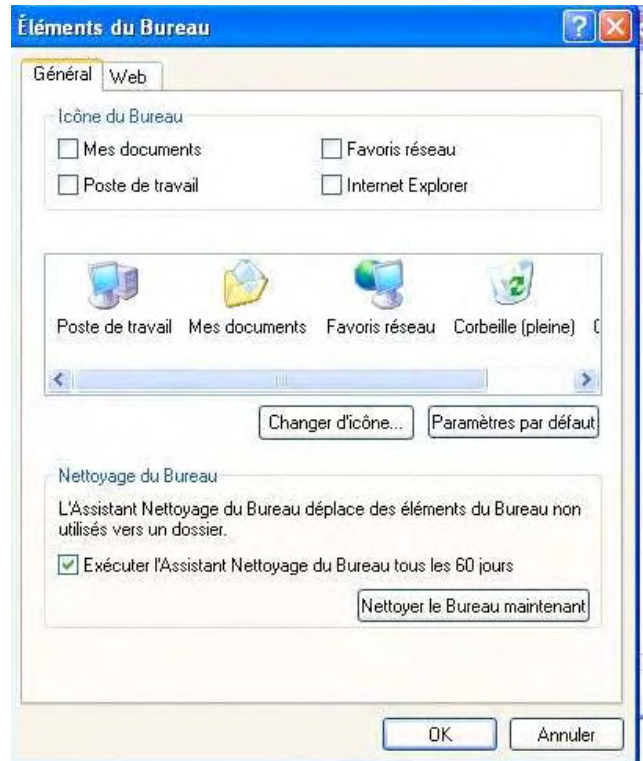 Éléments du Bureau
Général
Web
Icône du Bureau
Mes documents
Favoris réseau
Poste de travail
Internet Explorer
Poste de travail
Mes documents
Favoris réseau
Corbeille (pleine)
Changer d'icône...
Paramètres par défaut
Nettoyage du Bureau
L'Assistant Nettoyage du Bureau déplace des éléments du Bureau non
utilisés vers un dossier.
Exécuter l'Assistant Nettoyage du Bureau tous les 60 jours
Nettoyer le Bureau maintenant
OK
Annuler